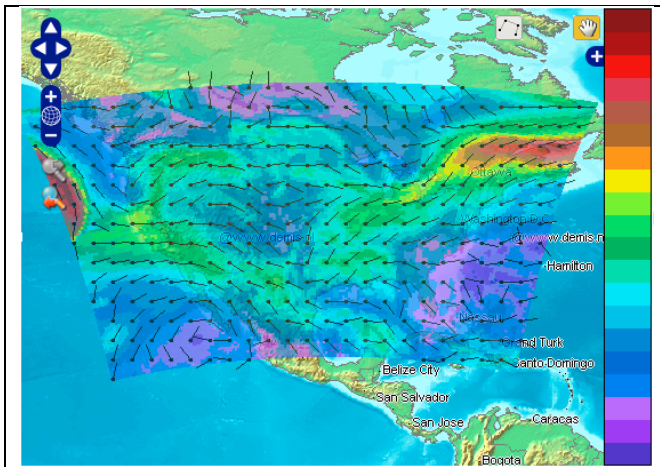 Ottawa
Washington D.C.
@www.demis.nl
@www.demis.n
Hamilton
Nassau
Grand Turk
Santo Domingo
Belize City
San Salvador
San Jose
Caracas
Bogota